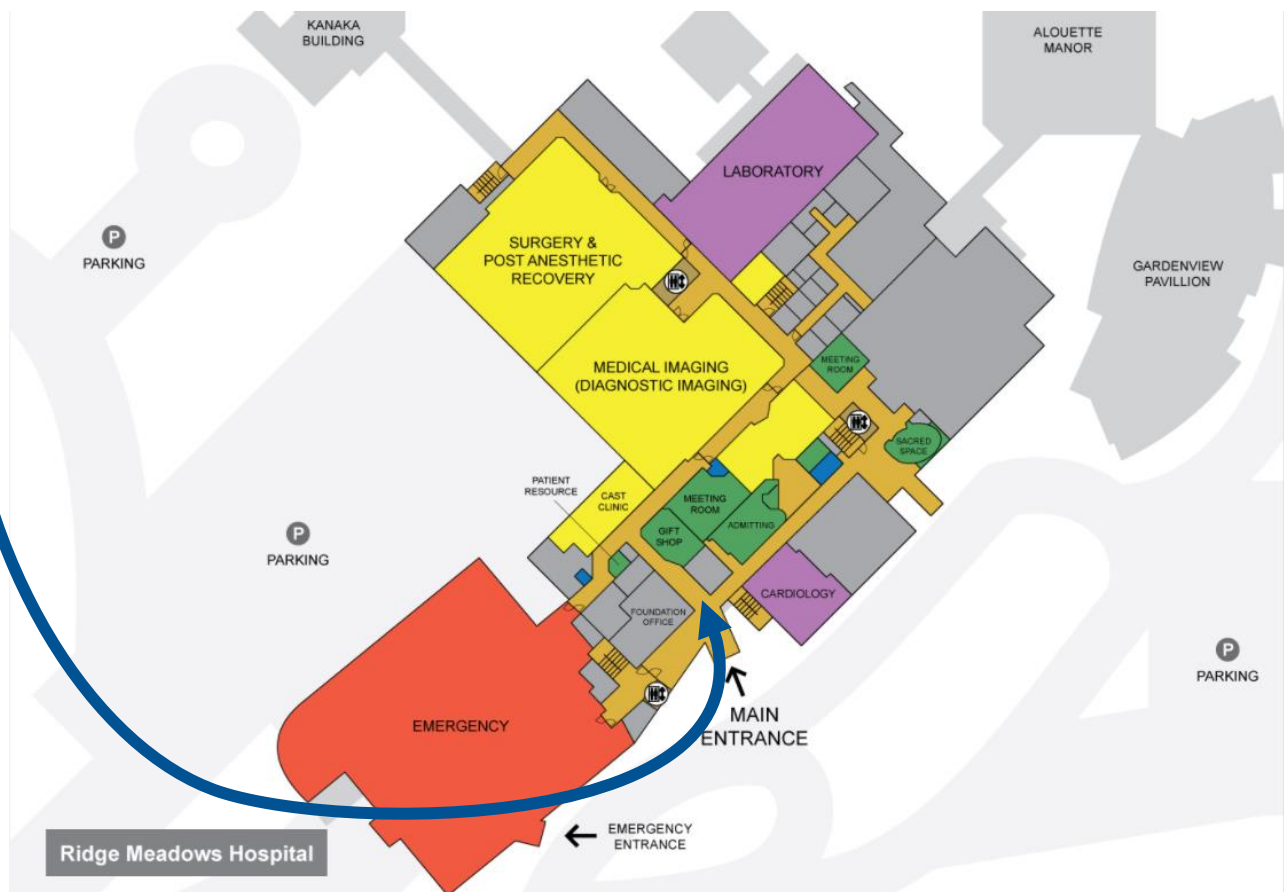 KANAKA
BUILDING
ALOUETTE
MANOR
LABORATORY
P
PARKING
SURGERY &
POST ANESTHETIC
RECOVERY
GARDENVIEW
PAVILLION
MEDICAL IMAGING
(DIAGNOSTIC IMAGING)
MEETING
ROOM
SACRED
SPACE
PATIENT
RESOURCE
CAST
CLINIC
MEETING
ROOM
GIFT
SHOP
ADMITTING
P
PARKING
CARDIOLOGY
FOUNDATION
OFFICE
P
PARKING
EMERGENCY
MAIN
ENTRANCE
EMERGENCY
ENTRANCE
Ridge Meadows Hospital